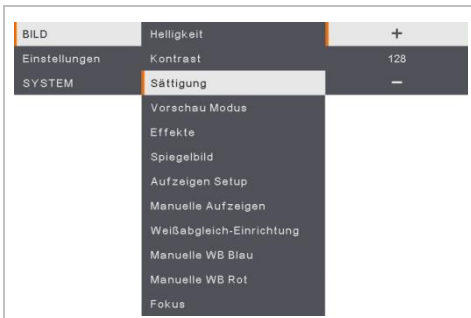 BILD
Einstellungen
SYSTEM
Helligkeit
Kontrast
Sättigung
Vorschau Modus
Effekte
Spiegelbild
Aufzeigen Setup
Manuelle Aufzeigen
Weißabgleich-Einrichtung
Manuelle WB Blau
Manuelle WB Rot
Fokus
+
128
−